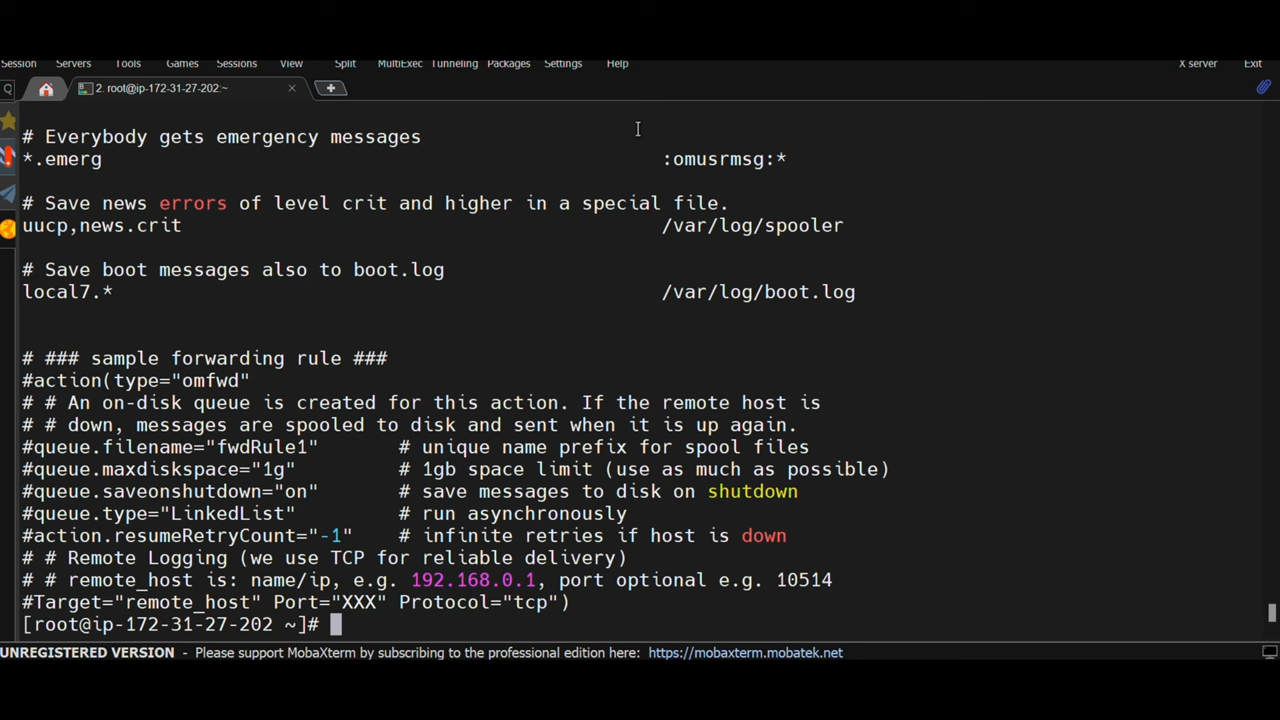 Session Servers Tools Games Sessions View Split MultiExec Tunneling Packages Settings Help X server Exit
2. root@ip-172-31-27-202:~
# Everybody gets emergency messages
*.emerg :omusrmsg:*
# Save news errors of level crit and higher in a special file.
uucp,news.crit /var/log/spooler
# Save boot messages also to boot.log
local7.* /var/log/boot.log
# ### sample forwarding rule ###
#action(type="omfwd"
# # An on-disk queue is created for this action. If the remote host is
# # down, messages are spooled to disk and sent when it is up again.
#queue.filename="fwdRule1" # unique name prefix for spool files
#queue.maxdiskspace="1g" # 1gb space limit (use as much as possible)
#queue.saveonshutdown="on" # save messages to disk on shutdown
#queue.type="LinkedList" # run asynchronously
#action.resumeRetryCount="-1" # infinite retries if host is down
# # Remote Logging (we use TCP for reliable delivery)
# # remote_host is: name/ip, e.g. 192.168.0.1, port optional e.g. 10514
#Target="remote_host" Port="XXX" Protocol="tcp")
[root@ip-172-31-27-202 ~]#
UNREGISTERED VERSION - Please support MobaXterm by subscribing to the professional edition here: https://mobaxterm.mobatek.net